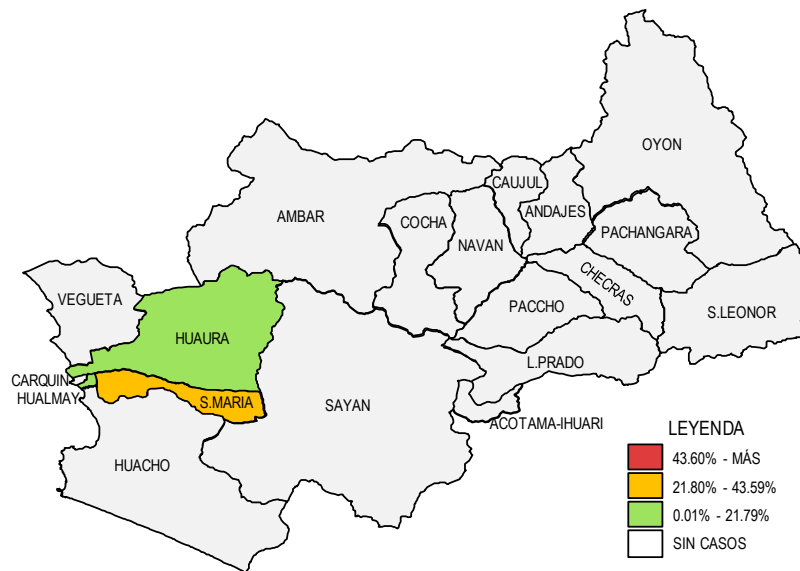 OYON
CAUJUL
ANDAJES
AMBAR
COCHA
NAVAN
PACHANGARA
CHECRAS
VEGUETA
PACCHO
S.LEONOR
HUAURA
L.PRADO
CARQUIN
HUALMAY
S.MARIA
SAYAN
ACOTAMA-IHUARI
HUACHO
LEYENDA
43.60% - MÁS
21.80% - 43.59%
0.01% - 21.79%
SIN CASOS